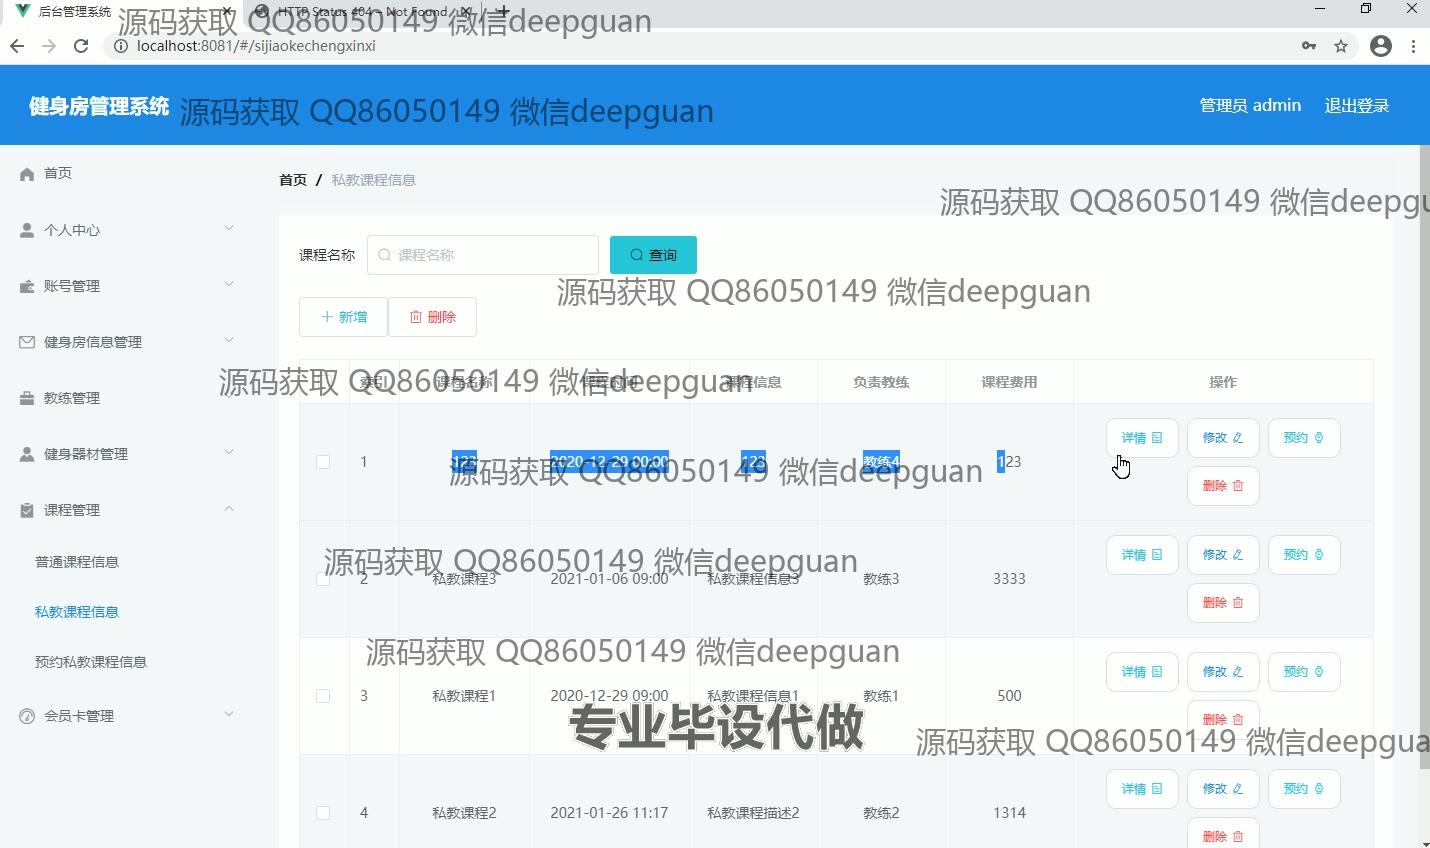 后台管理系统 HTTP Status 404 – Not Found
源码获取 QQ86050149 微信deepguan
localhost:8081/#/sijiaokechengxinxi
健身房管理系统 管理员 admin 退出登录
源码获取 QQ86050149 微信deepguan
首页
个人中心
账号管理
健身房信息管理
教练管理
健身器材管理
课程管理
普通课程信息
私教课程信息
预约私教课程信息
会员卡管理
首页 / 私教课程信息
源码获取 QQ86050149 微信deepgu
课程名称 课程名称 查询
源码获取 QQ86050149 微信deepguan
新增 删除
索引 课程名称 课程时间 课程信息 负责教练 课程费用 操作
源码获取 QQ86050149 微信deepguan
1 123 2020-12-29 00:00 123 教练4 123 详情 修改 预约
删除
源码获取 QQ86050149 微信deepguan
2 私教课程3 2021-01-06 09:00 私教课程信息3 教练3 3333 详情 修改 预约
删除
源码获取 QQ86050149 微信deepguan
3 私教课程1 2020-12-29 09:00 私教课程信息1 教练1 500 详情 修改 预约
删除
源码获取 QQ86050149 微信deepguan
专业毕设代做
源码获取 QQ86050149 微信deepgua
4 私教课程2 2021-01-26 11:17 私教课程描述2 教练2 1314 详情 修改 预约
删除